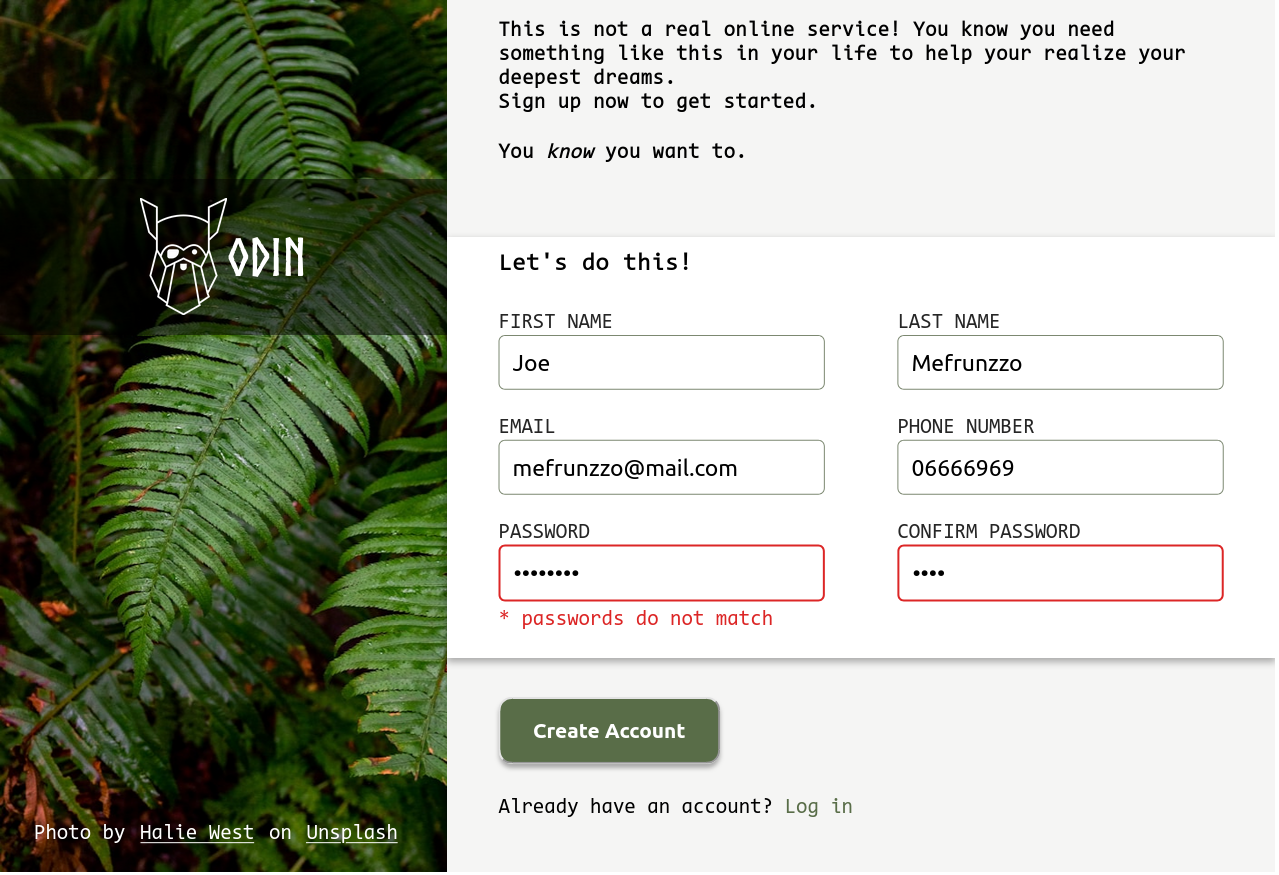 This is not a real online service! You know you need
something like this in your life to help your realize your
deepest dreams.
Sign up now to get started.
You know you want to.
ODIN
Let's do this!
FIRST NAME
LAST NAME
Joe
Mefrunzzo
EMAIL
PHONE NUMBER
mefrunzzo@mail.com
06666969
PASSWORD
CONFIRM PASSWORD
••••••••
••••
* passwords do not match
Create Account
Already have an account? Log in
Photo by Halie West on Unsplash